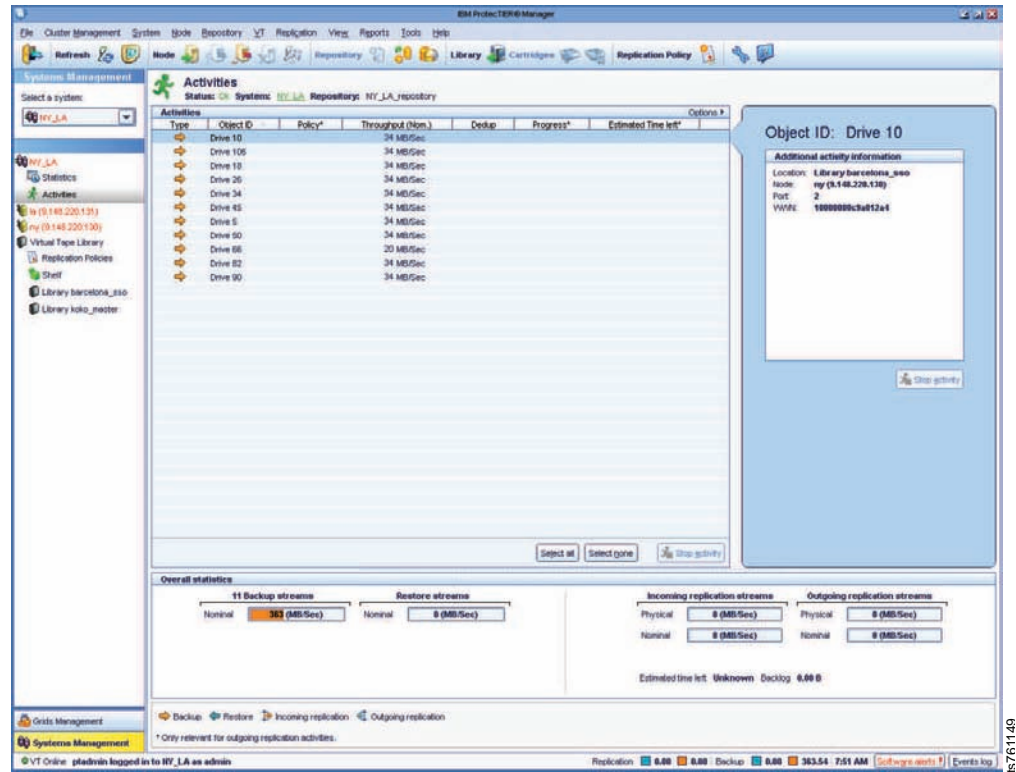 IBM ProtecTIER® Manager
File Cluster Management System Node Repository VT Replication View Reports Tools Help
Refresh Node Repository Library Cartridges Replication Policy
Systems Management
Select a system:
NY_LA
NY_LA
Statistics
Activities
la (9.148.220.131)
ny (9.148.220.130)
Virtual Tape Library
Replication Policies
Shelf
Library barcelona_sso
Library koko_master
Grids Management
Systems Management
Activities
Status: Ok System: NY_LA Repository: NY_LA_repository
Activities Options
Type Object ID Policy* Throughput (Nom.) Dedup Progress* Estimated Time left*
Drive 10 34 MB/Sec
Drive 106 34 MB/Sec
Drive 18 34 MB/Sec
Drive 26 34 MB/Sec
Drive 34 34 MB/Sec
Drive 45 34 MB/Sec
Drive 5 34 MB/Sec
Drive 50 34 MB/Sec
Drive 66 20 MB/Sec
Drive 82 34 MB/Sec
Drive 90 34 MB/Sec
Select all Select none Stop activity
Object ID: Drive 10
Additional activity information
Location: Library barcelona_sso
Node: ny (9.148.220.130)
Port: 2
WWN: 10000000c9a012a4
Stop activity
Overall statistics
11 Backup streams Restore streams Incoming replication streams Outgoing replication streams
Nominal 363 (MB/Sec) Nominal 0 (MB/Sec) Physical 0 (MB/Sec) Physical 0 (MB/Sec)
Nominal 0 (MB/Sec) Nominal 0 (MB/Sec)
Estimated time left Unknown Backlog 0.00 B
Backup Restore Incoming replication Outgoing replication
* Only relevant for outgoing replication activities.
VT Online ptadmin logged in to NY_LA as admin Replication 0.00 0.00 Backup 0.00 363.54 7:51 AM Software alerts ! Events log
ts761149